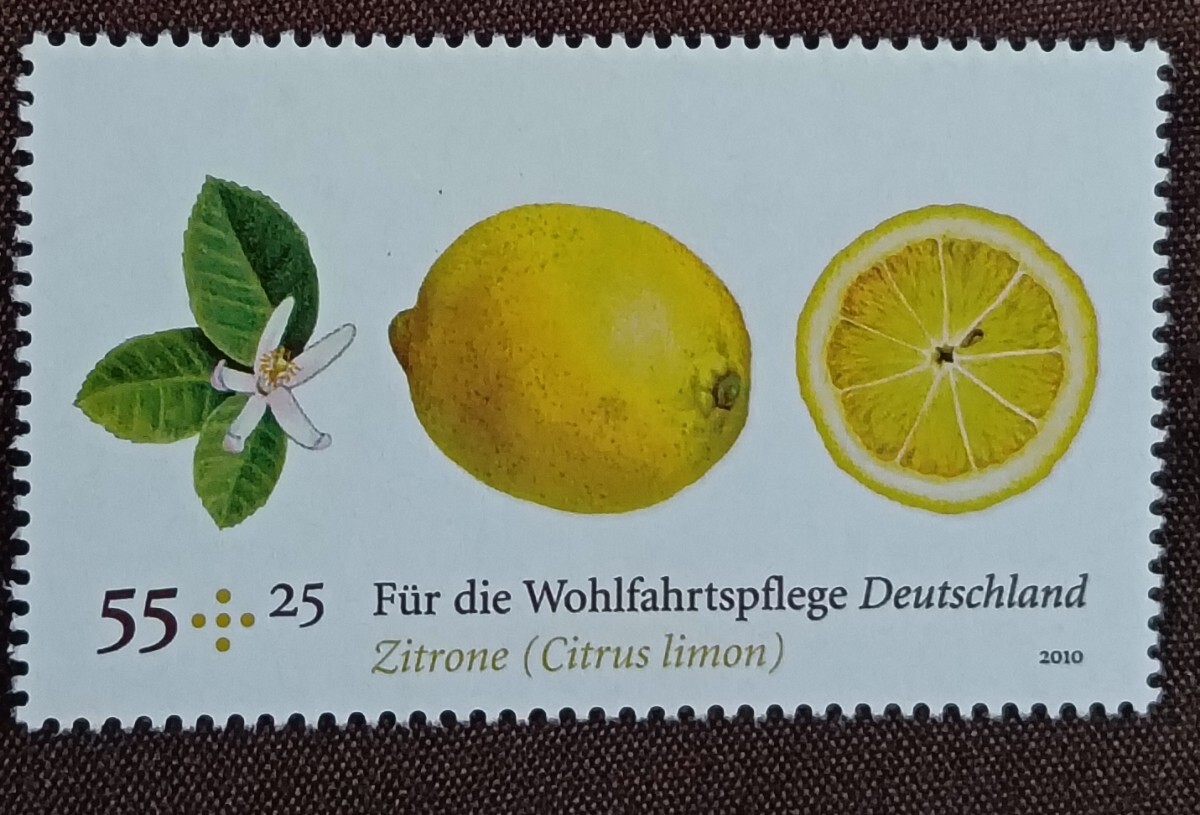 55 + 25 Für die Wohlfahrtspflege Deutschland
Zitrone (Citrus limon) 2010